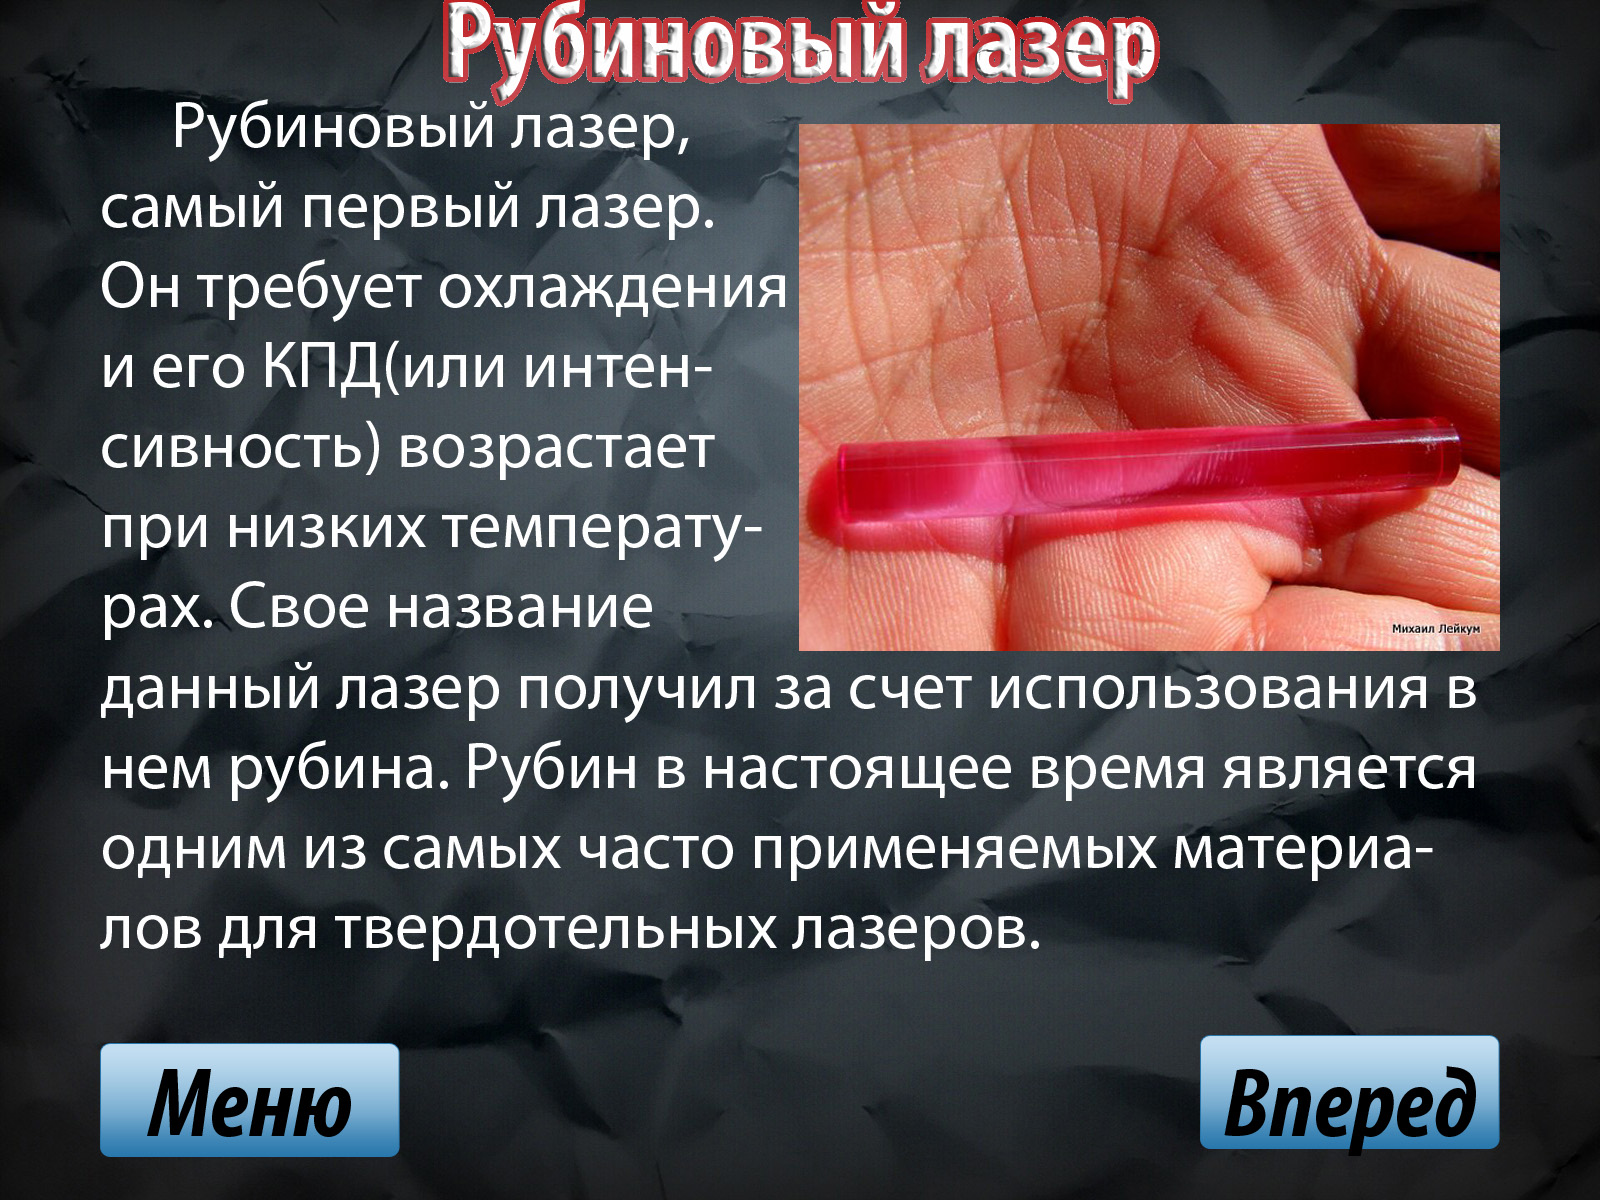 Рубиновый лазер
Рубиновый лазер,
самый первый лазер.
Он требует охлаждения
и его КПД(или интен-
сивность) возрастает
при низких температу-
рах. Свое название
данный лазер получил за счет использования в
нем рубина. Рубин в настоящее время является
одним из самых часто применяемых материа-
лов для твердотельных лазеров.
Михаил Лейкум
Меню
Вперед